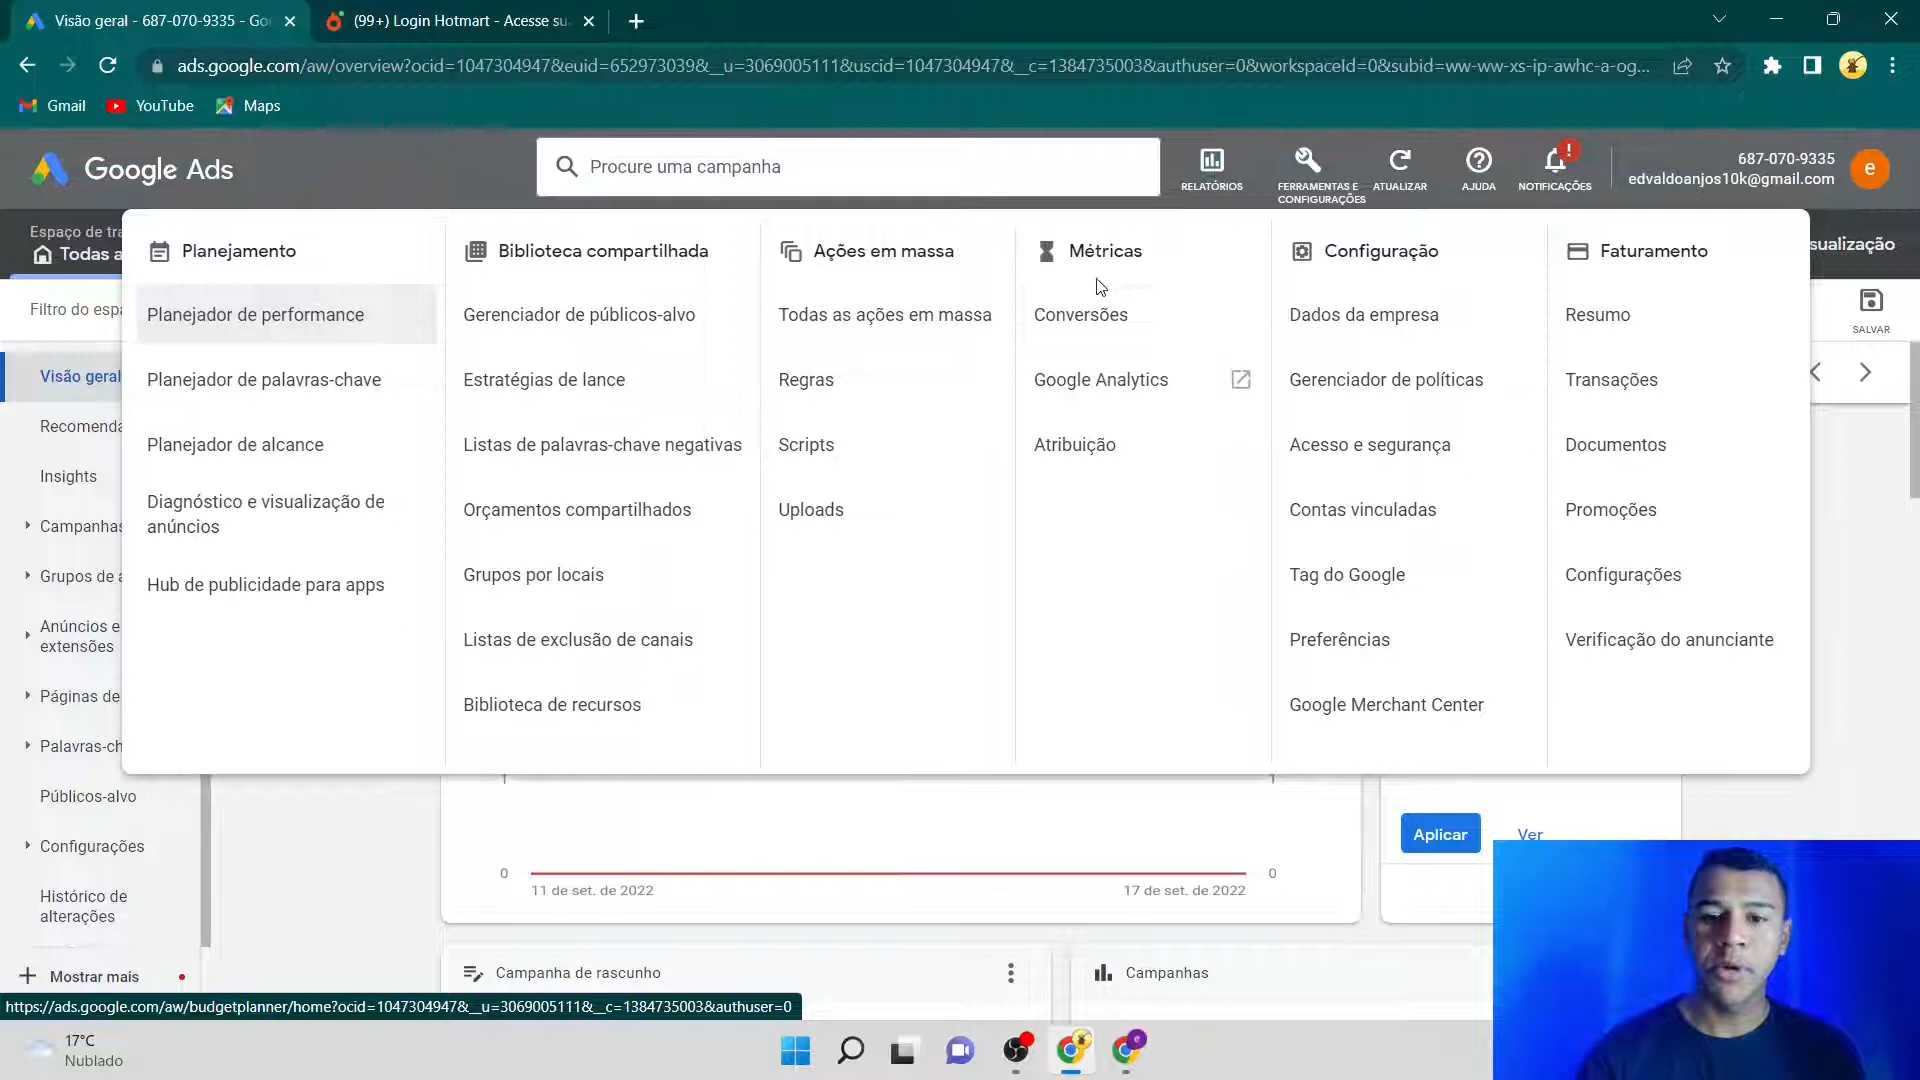 Visão geral - 687-070-9335 - Go
(99+) Login Hotmart - Acesse su
ads.google.com/aw/overview?ocid=1047304947&euid=652973039&__u=3069005111&uscid=1047304947&__c=1384735003&authuser=0&workspaceId=0&subid=ww-ww-xs-ip-awhc-a-og...
Gmail
YouTube
Maps
Google Ads
Procure uma campanha
RELATÓRIOS
FERRAMENTAS E
CONFIGURAÇÕES
ATUALIZAR
AJUDA
NOTIFICAÇÕES
687-070-9335
edvaldoanjos10k@gmail.com
e
Espaço de tra
Todas a
sualização
Filtro do espa
SALVAR
Planejamento
Planejador de performance
Planejador de palavras-chave
Planejador de alcance
Diagnóstico e visualização de
anúncios
Hub de publicidade para apps
Biblioteca compartilhada
Gerenciador de públicos-alvo
Estratégias de lance
Listas de palavras-chave negativas
Orçamentos compartilhados
Grupos por locais
Listas de exclusão de canais
Biblioteca de recursos
Ações em massa
Todas as ações em massa
Regras
Scripts
Uploads
Métricas
Conversões
Google Analytics
Atribuição
Configuração
Dados da empresa
Gerenciador de políticas
Acesso e segurança
Contas vinculadas
Tag do Google
Preferências
Google Merchant Center
Faturamento
Resumo
Transações
Documentos
Promoções
Configurações
Verificação do anunciante
Visão geral
Recomenda
Insights
Campanhas
Grupos de a
Anúncios e
extensões
Páginas de
Palavras-ch
Públicos-alvo
Configurações
Histórico de
alterações
Mostrar mais
1
1
0
0
11 de set. de 2022
17 de set. de 2022
Aplicar
Ver
Campanha de rascunho
Campanhas
https://ads.google.com/aw/budgetplanner/home?ocid=1047304947&__u=3069005111&__c=1384735003&authuser=0
17°C
Nublado